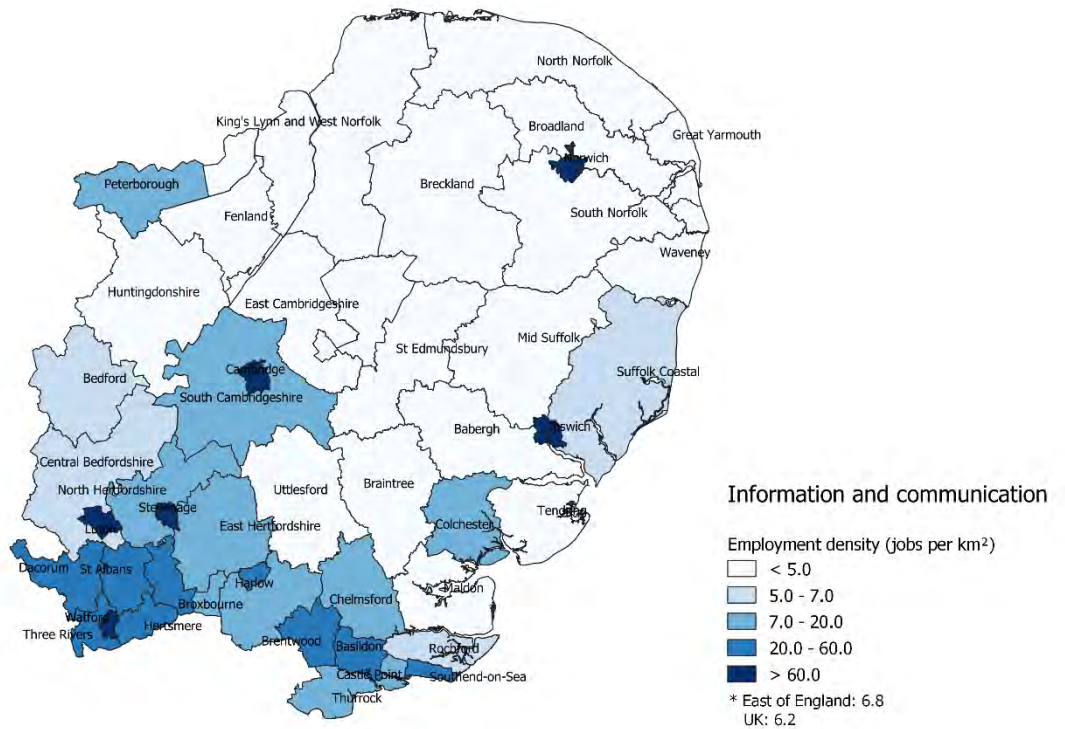 North Norfolk
King's Lynn and West Norfolk
Broadland
Great Yarmouth
Norwich
Peterborough
Breckland
South Norfolk
Fenland
Waveney
Huntingdonshire
East Cambridgeshire
Mid Suffolk
St Edmundsbury
Suffolk Coastal
Cambridge
Bedford
South Cambridgeshire
Ipswich
Babergh
Central Bedfordshire
Braintree
North Hertfordshire
Uttlesford
Stevenage
Tendring
Luton
East Hertfordshire
Colchester
Dacorum
St Albans
Harlow
Maldon
Broxbourne
Chelmsford
Watford
Hertsmere
Three Rivers
Brentwood
Basildon
Rochford
Castle Point
Southend-on-Sea
Thurrock
Information and communication
Employment density (jobs per km²)
< 5.0
5.0 - 7.0
7.0 - 20.0
20.0 - 60.0
> 60.0
* East of England: 6.8
UK: 6.2